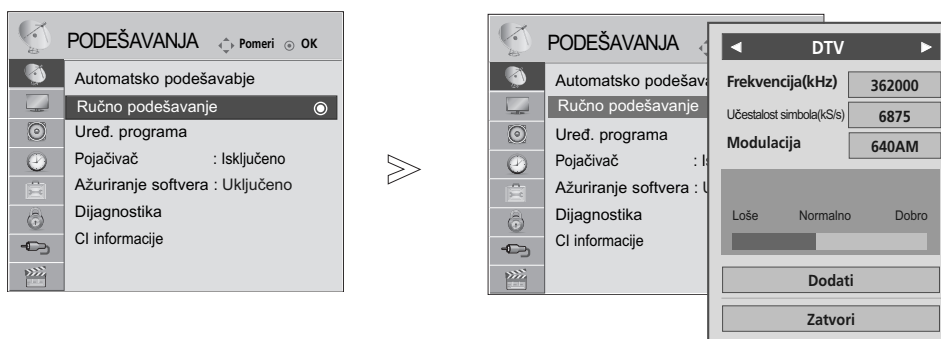 PODEŠAVANJA Pomeri OK
Automatsko podešavabje
Ručno podešavanje
Uređ. programa
Pojačivač : Isključeno
Ažuriranje softvera : Uključeno
Dijagnostika
CI informacije
PODEŠAVANJA
Automatsko podešava
Ručno podešavanje
Uređ. programa
Pojačivač : Is
Ažuriranje softvera : U
Dijagnostika
CI informacije
◄ DTV ►
Frekvencija(kHz) 362000
Učestalost simbola(kS/s) 6875
Modulacija 640AM
Loše Normalno Dobro
Dodati
Zatvori